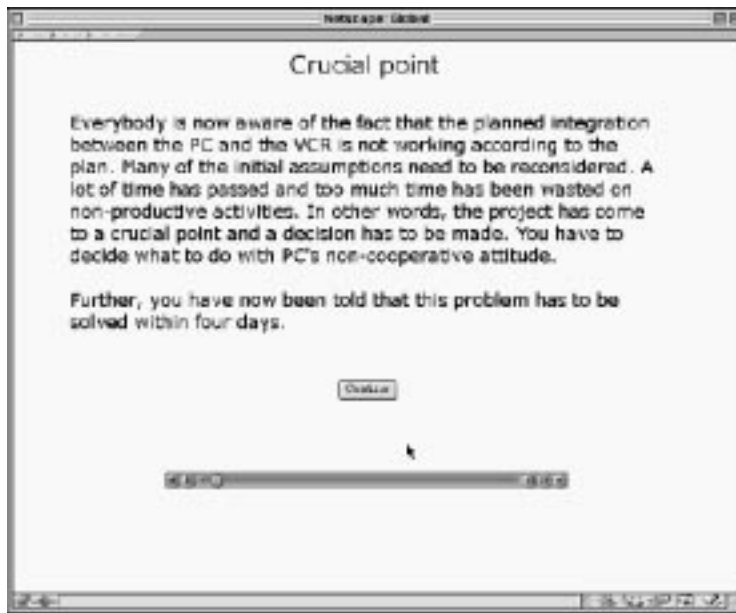 Netscape: Global
Crucial point
Everybody is now aware of the fact that the planned integration
between the PC and the VCR is not working according to the
plan. Many of the initial assumptions need to be reconsidered. A
lot of time has passed and too much time has been wasted on
non-productive activities. In other words, the project has come
to a crucial point and a decision has to be made. You have to
decide what to do with PC's non-cooperative attitude.
Further, you have now been told that this problem has to be
solved within four days.
Continue